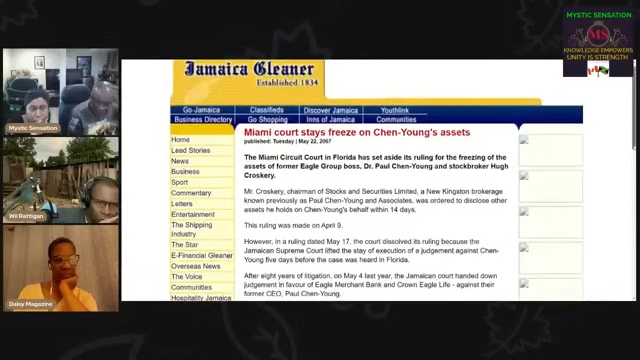 MYSTIC SENSATION
MS
KNOWLEDGE EMPOWERS
UNITY IS STRENGTH
Jamaica Gleaner
Established 1834
Go-Jamaica
Classifieds
Discover Jamaica
Youthlink
Business Directory
Go Shopping
Inns of Jamaica
Communities
Home
Lead Stories
News
Business
Sport
Commentary
Letters
Entertainment
The Shipping
Industry
The Star
E-Financial Gleaner
Overseas News
The Voice
Communities
Hospitality Jamaica
Miami court stays freeze on Chen-Young's assets
published: Tuesday | May 22, 2007
The Miami Circuit Court in Florida has set aside its ruling for the freezing of the
assets of former Eagle Group boss, Dr. Paul Chen-Young and stockbroker Hugh
Croskery.
Mr. Croskery, chairman of Stocks and Securities Limited, a New Kingston brokerage
known previously as Paul Chen-Young and Associates, was ordered to disclose other
assets he holds on Chen-Young's behalf within 14 days.
This ruling was made on April 9.
However, in a ruling dated May 17, the court dissolved its ruling because the
Jamaican Supreme Court lifted the stay of execution of a judgement against Chen-
Young five days before the case was heard in Florida.
After eight years of litigation, on May 4 last year, the Jamaican court handed down
judgement in favour of Eagle Merchant Bank and Crown Eagle Life - against their
former CEO, Paul Chen-Young.
Mystic Sensation
Wil Rattigan
Daisy Magazine